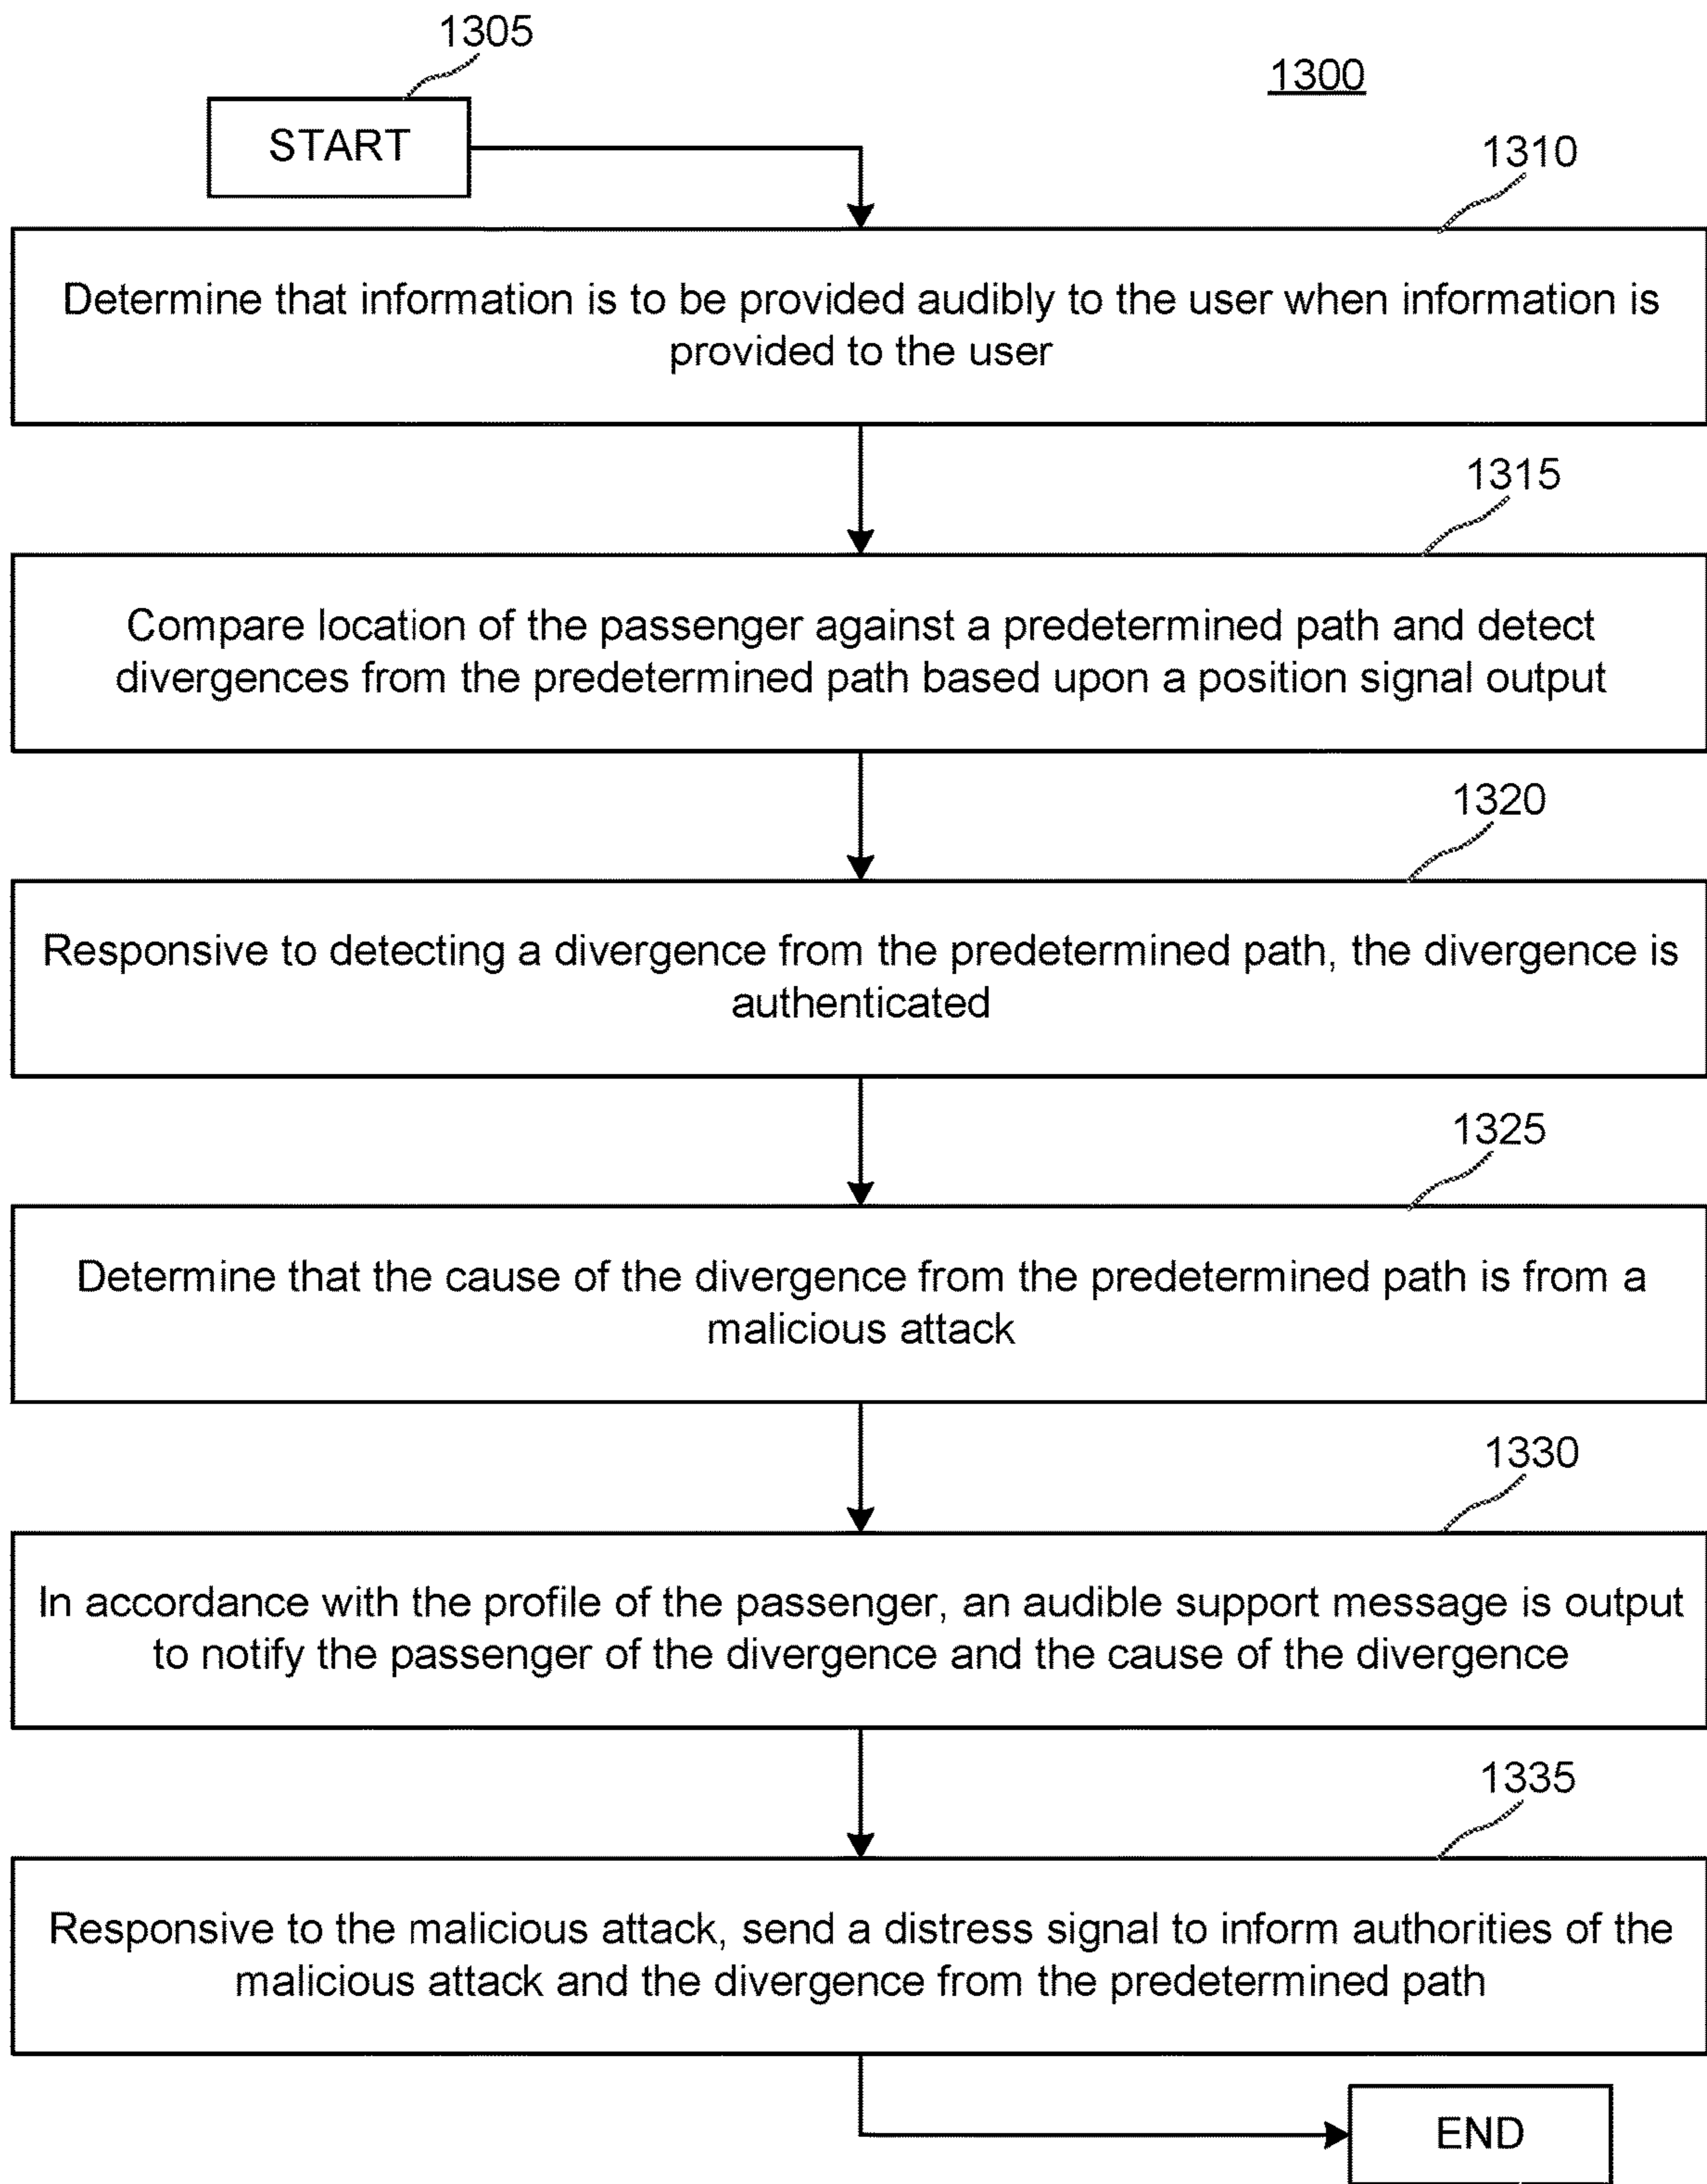 1305
1300
START
1310
Determine that information is to be provided audibly to the user when information is
provided to the user
1315
Compare location of the passenger against a predetermined path and detect
divergences from the predetermined path based upon a position signal output
1320
Responsive to detecting a divergence from the predetermined path, the divergence is
authenticated
1325
Determine that the cause of the divergence from the predetermined path is from a
malicious attack
1330
In accordance with the profile of the passenger, an audible support message is output
to notify the passenger of the divergence and the cause of the divergence
1335
Responsive to the malicious attack, send a distress signal to inform authorities of the
malicious attack and the divergence from the predetermined path
END